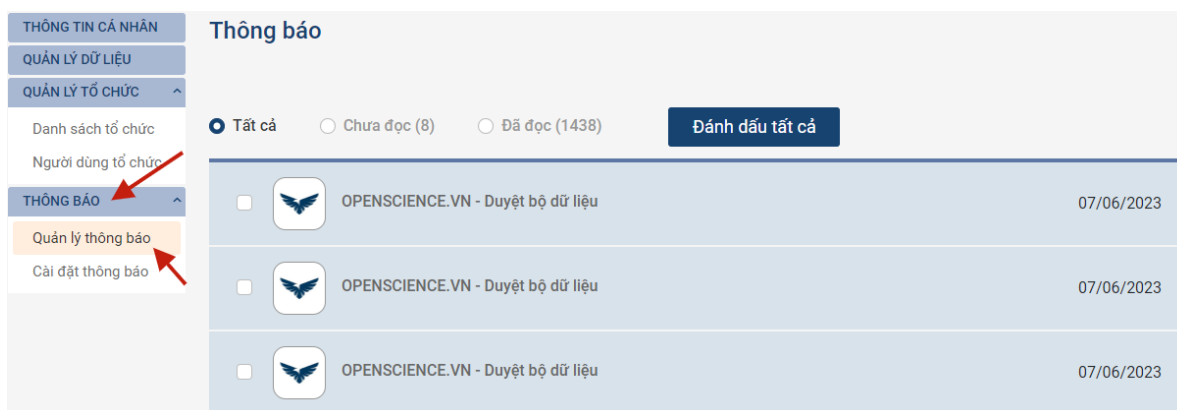 THÔNG TIN CÁ NHÂN
QUẢN LÝ DỮ LIỆU
QUẢN LÝ TỔ CHỨC
Danh sách tổ chức
Người dùng tổ chức
THÔNG BÁO
Quản lý thông báo
Cài đặt thông báo
Thông báo
Tất cả Chưa đọc (8) Đã đọc (1438) Đánh dấu tất cả
OPENSCIENCE.VN - Duyệt bộ dữ liệu 07/06/2023
OPENSCIENCE.VN - Duyệt bộ dữ liệu 07/06/2023
OPENSCIENCE.VN - Duyệt bộ dữ liệu 07/06/2023